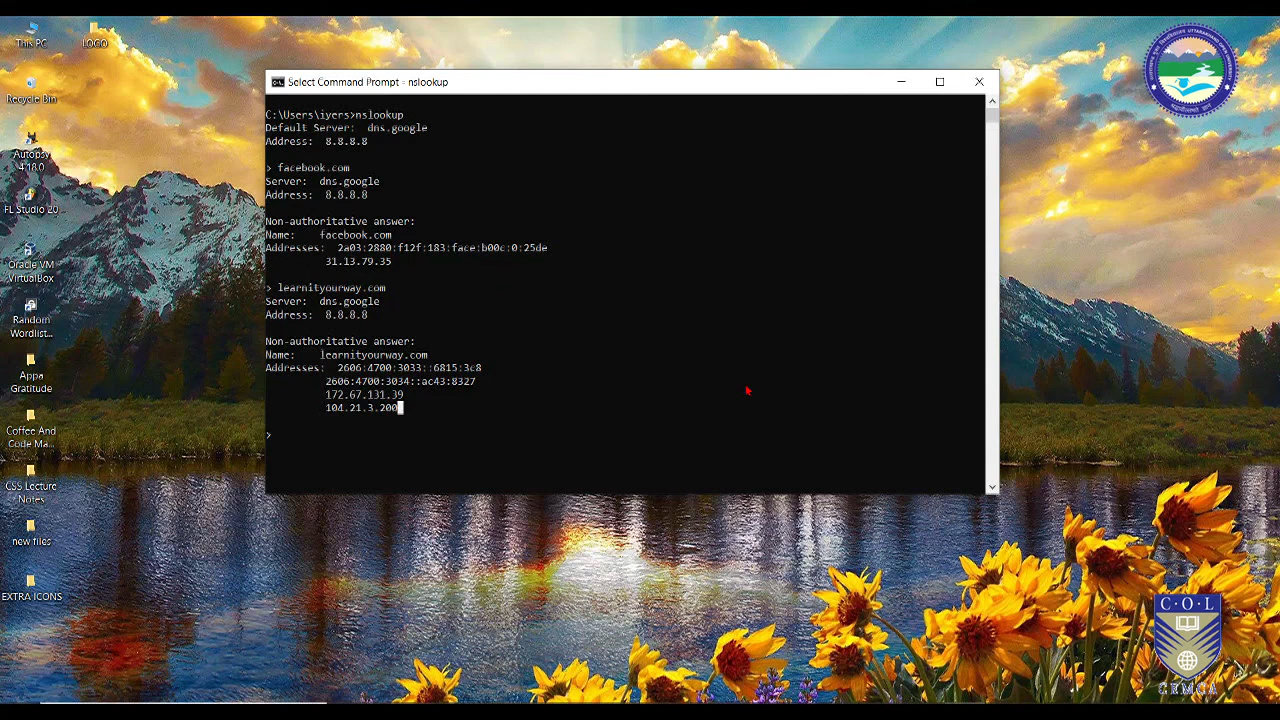 This PC
LOGO
Recycle Bin
Autopsy
4.18.0
FL Studio 20
Oracle VM
VirtualBox
Random
Wordlist...
Appa
Gratitude
Coffee And
Code Ma...
CSS Lecture
Notes
new files
EXTRA ICONS
Select Command Prompt - nslookup
C:\Users\iyers>nslookup
Default Server:  dns.google
Address:  8.8.8.8
> facebook.com
Server:  dns.google
Address:  8.8.8.8
Non-authoritative answer:
Name:    facebook.com
Addresses:  2a03:2880:f12f:183:face:b00c:0:25de
31.13.79.35
> learnityourway.com
Server:  dns.google
Address:  8.8.8.8
Non-authoritative answer:
Name:    learnityourway.com
Addresses:  2606:4700:3033::6815:3c8
2606:4700:3034::ac43:8327
172.67.131.39
104.21.3.200
>
UTTARAKHAND OPEN
C·O·L
CEMCA